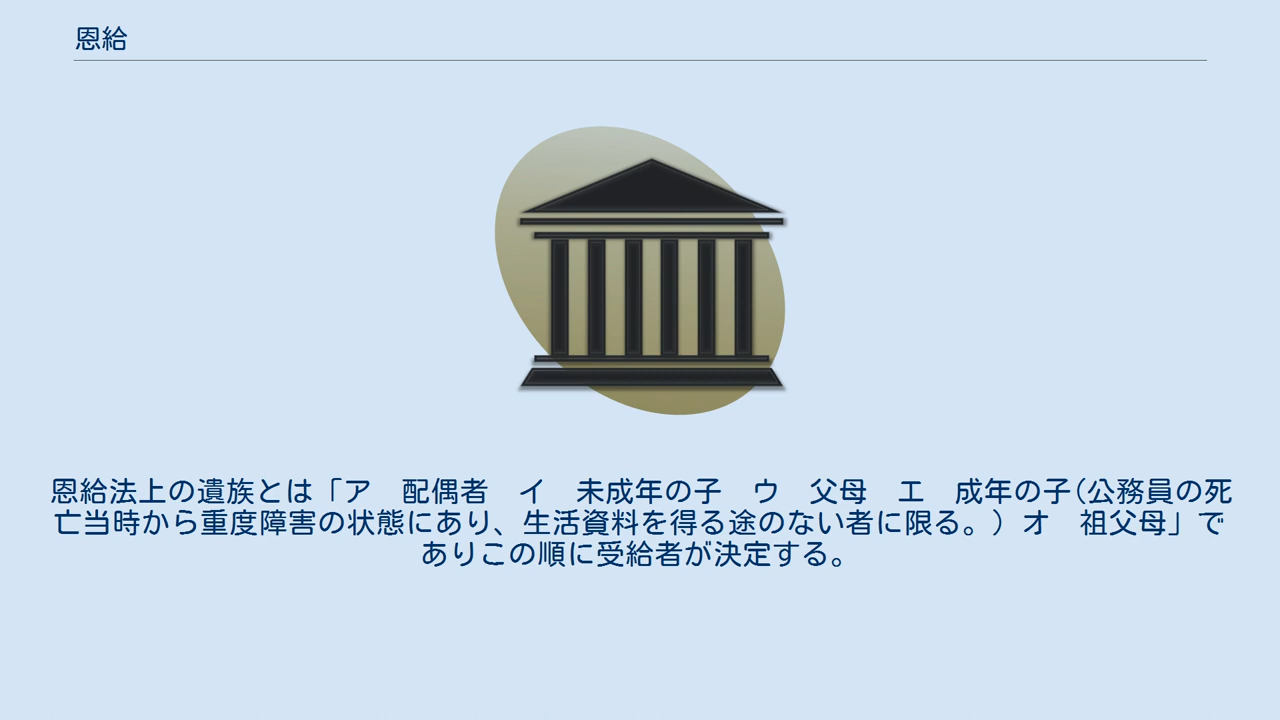 恩給
恩給法上の遺族とは「ア　配偶者　イ　未成年の子　ウ　父母　エ　成年の子(公務員の死
亡当時から重度障害の状態にあり、生活資料を得る途のない者に限る。）オ　祖父母」で
ありこの順に受給者が決定する。